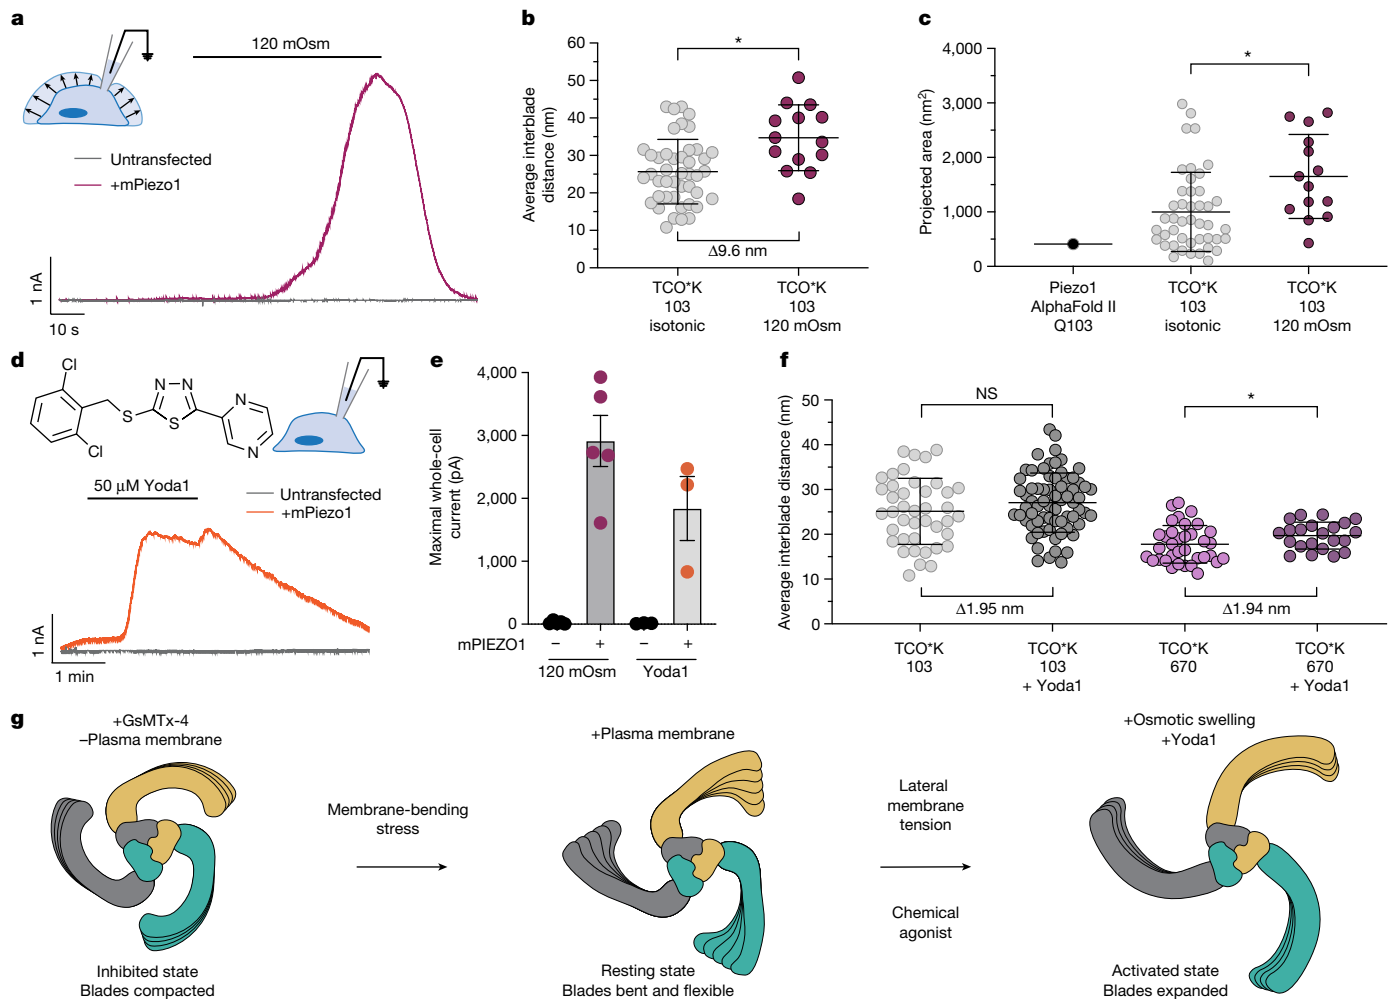 a
120 mOsm
Untransfected
+mPiezo1
1 nA
10 s
b
Average interblade
distance (nm)
60
50
40
30
20
10
0
*
Δ9.6 nm
TCO*K
103
isotonic
TCO*K
103
120 mOsm
c
Projected area (nm2)
4,000
3,000
2,000
1,000
0
*
Piezo1
AlphaFold II
Q103
TCO*K
103
isotonic
TCO*K
103
120 mOsm
d
Cl
N N
S
S
N
N
Cl
50 μM Yoda1
Untransfected
+mPiezo1
1 nA
1 min
e
Maximal whole-cell
current (pA)
4,000
3,000
2,000
1,000
0
mPIEZO1 – + – +
120 mOsm Yoda1
f
Average interblade distance (nm)
50
40
30
20
10
0
NS
*
Δ1.95 nm
Δ1.94 nm
TCO*K
103
TCO*K
103
+ Yoda1
TCO*K
670
TCO*K
670
+ Yoda1
g
+GsMTx-4
–Plasma membrane
Inhibited state
Blades compacted
Membrane-bending
stress
+Plasma membrane
Resting state
Blades bent and flexible
Lateral
membrane
tension
Chemical
agonist
+Osmotic swelling
+Yoda1
Activated state
Blades expanded